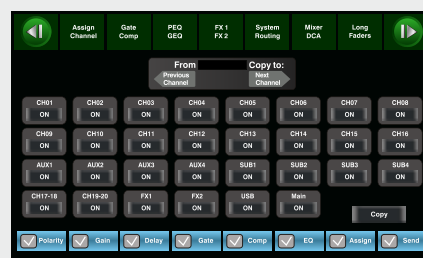 Assign Channel
Gate Comp
PEQ GEQ
FX 1 FX 2
System Routing
Mixer DCA
Long Faders
From Copy to:
Previous Channel
Next Channel
CH01 CH02 CH03 CH04 CH05 CH06 CH07 CH08
ON ON ON ON ON ON ON ON
CH09 CH10 CH11 CH12 CH13 CH14 CH15 CH16
ON ON ON ON ON ON ON ON
AUX1 AUX2 AUX3 AUX4 SUB1 SUB2 SUB3 SUB4
ON ON ON ON ON ON ON ON
CH17-18 CH19-20 FX1 FX2 USB Main
ON ON ON ON ON ON
Copy
Polarity Gain Delay Gate Comp EQ Assign Send